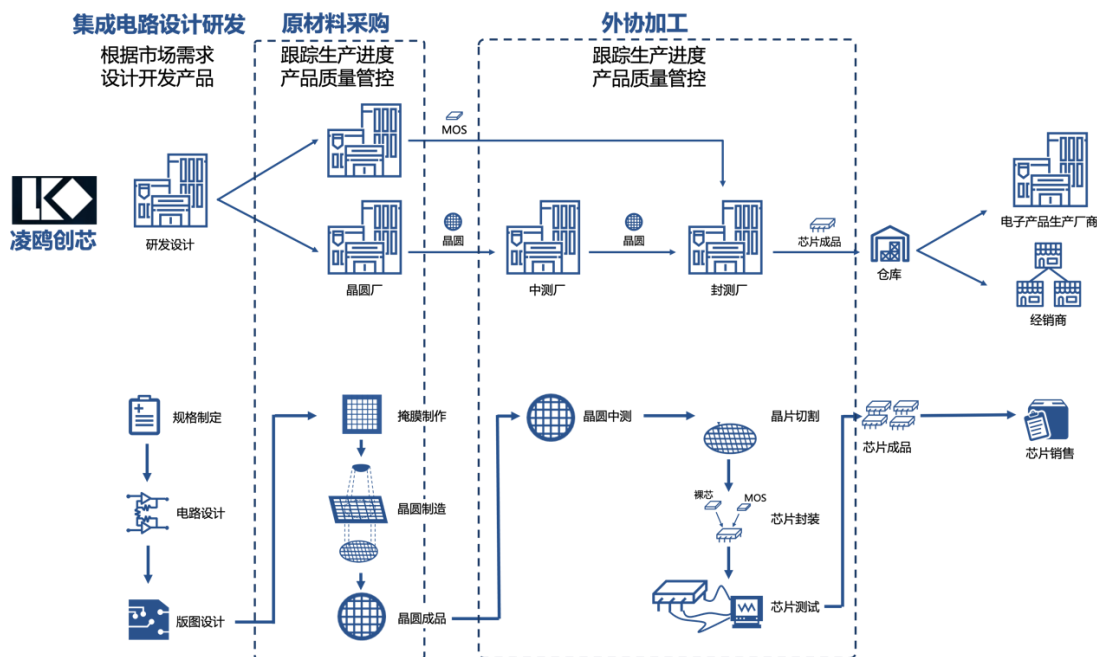 集成电路设计研发
原材料采购
外协加工
根据市场需求
设计开发产品
跟踪生产进度
产品质量管控
跟踪生产进度
产品质量管控
MOS
凌鸥创芯
研发设计
晶圆
晶圆
芯片成品
电子产品生产厂商
晶圆厂
中测厂
封测厂
仓库
经销商
规格制定
掩膜制作
晶圆中测
晶片切割
芯片成品
芯片销售
电路设计
晶圆制造
裸芯
MOS
芯片封装
版图设计
晶圆成品
芯片测试